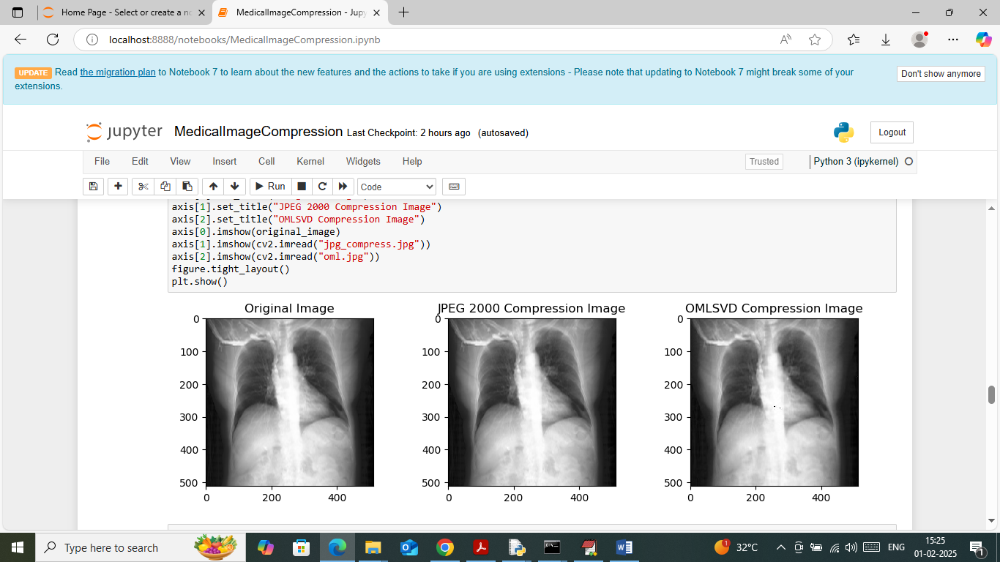 Home Page - Select or create a no
MedicalImageCompression - Jupy
localhost:8888/notebooks/MedicalImageCompression.ipynb
UPDATE Read the migration plan to Notebook 7 to learn about the new features and the actions to take if you are using extensions - Please note that updating to Notebook 7 might break some of your
extensions.
Don't show anymore
jupyter MedicalImageCompression Last Checkpoint: 2 hours ago (autosaved)
Logout
File Edit View Insert Cell Kernel Widgets Help
Trusted
Python 3 (ipykernel)
Run
Code
axis[1].set_title("JPEG 2000 Compression Image")
axis[2].set_title("OMLSVD Compression Image")
axis[0].imshow(original_image)
axis[1].imshow(cv2.imread("jpg_compress.jpg"))
axis[2].imshow(cv2.imread("oml.jpg"))
figure.tight_layout()
plt.show()
Original Image
0
100
200
300
400
500
0 200 400
JPEG 2000 Compression Image
0
100
200
300
400
500
0 200 400
OMLSVD Compression Image
0
100
200
300
400
500
0 200 400
Type here to search
1
32°C
ENG
15:25
01-02-2025
1